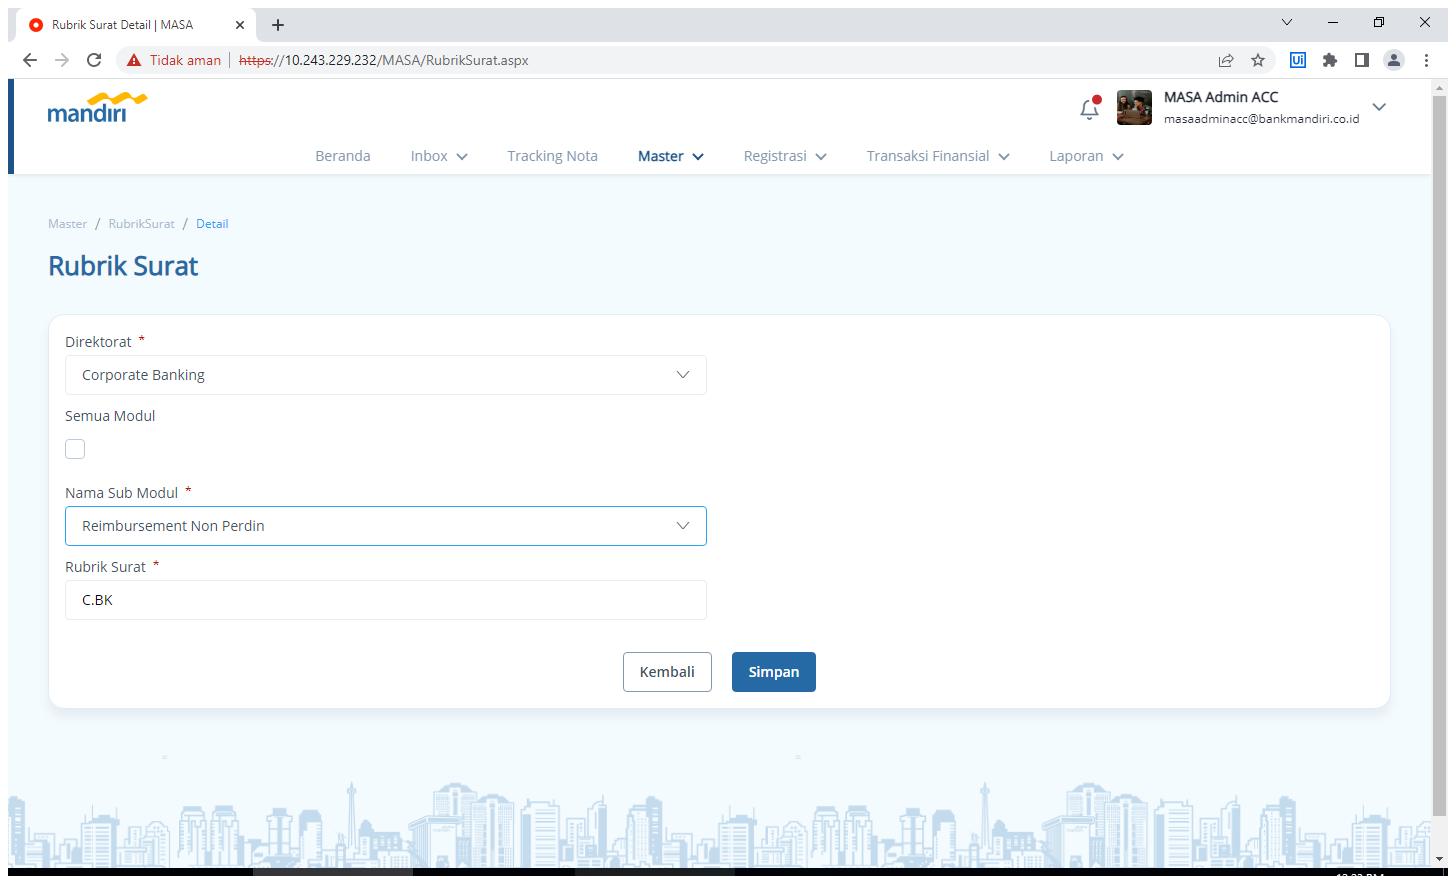 Rubrik Surat Detail | MASA
Tidak aman
https://10.243.229.232/MASA/RubrikSurat.aspx
Ui
mandiri
MASA Admin ACC
masaadminacc@bankmandiri.co.id
Beranda Inbox Tracking Nota Master Registrasi Transaksi Finansial Laporan
Master / RubrikSurat / Detail
Rubrik Surat
Direktorat *
Corporate Banking
Semua Modul
Nama Sub Modul *
Reimbursement Non Perdin
Rubrik Surat *
C.BK
Kembali Simpan